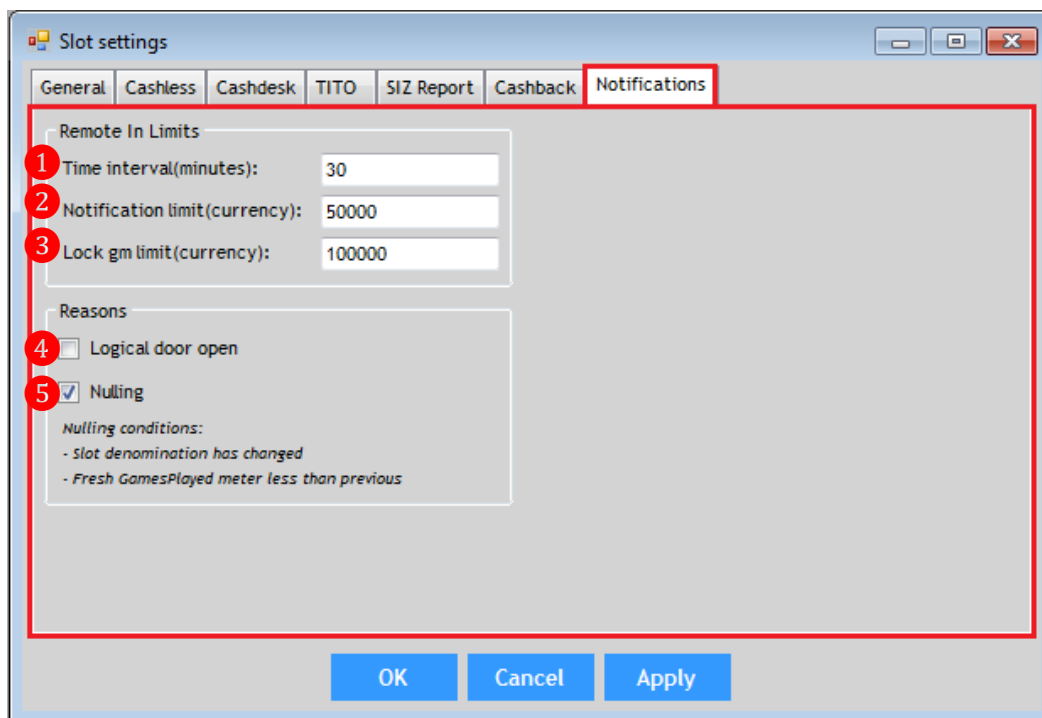 Slot settings
General Cashless Cashdesk TITO SIZ Report Cashback Notifications
Remote In Limits
1 Time interval(minutes): 30
2 Notification limit(currency): 50000
3 Lock gm limit(currency): 100000
Reasons
4 Logical door open
5 Nulling
Nulling conditions:
- Slot denomination has changed
- Fresh GamesPlayed meter less than previous
OK Cancel Apply